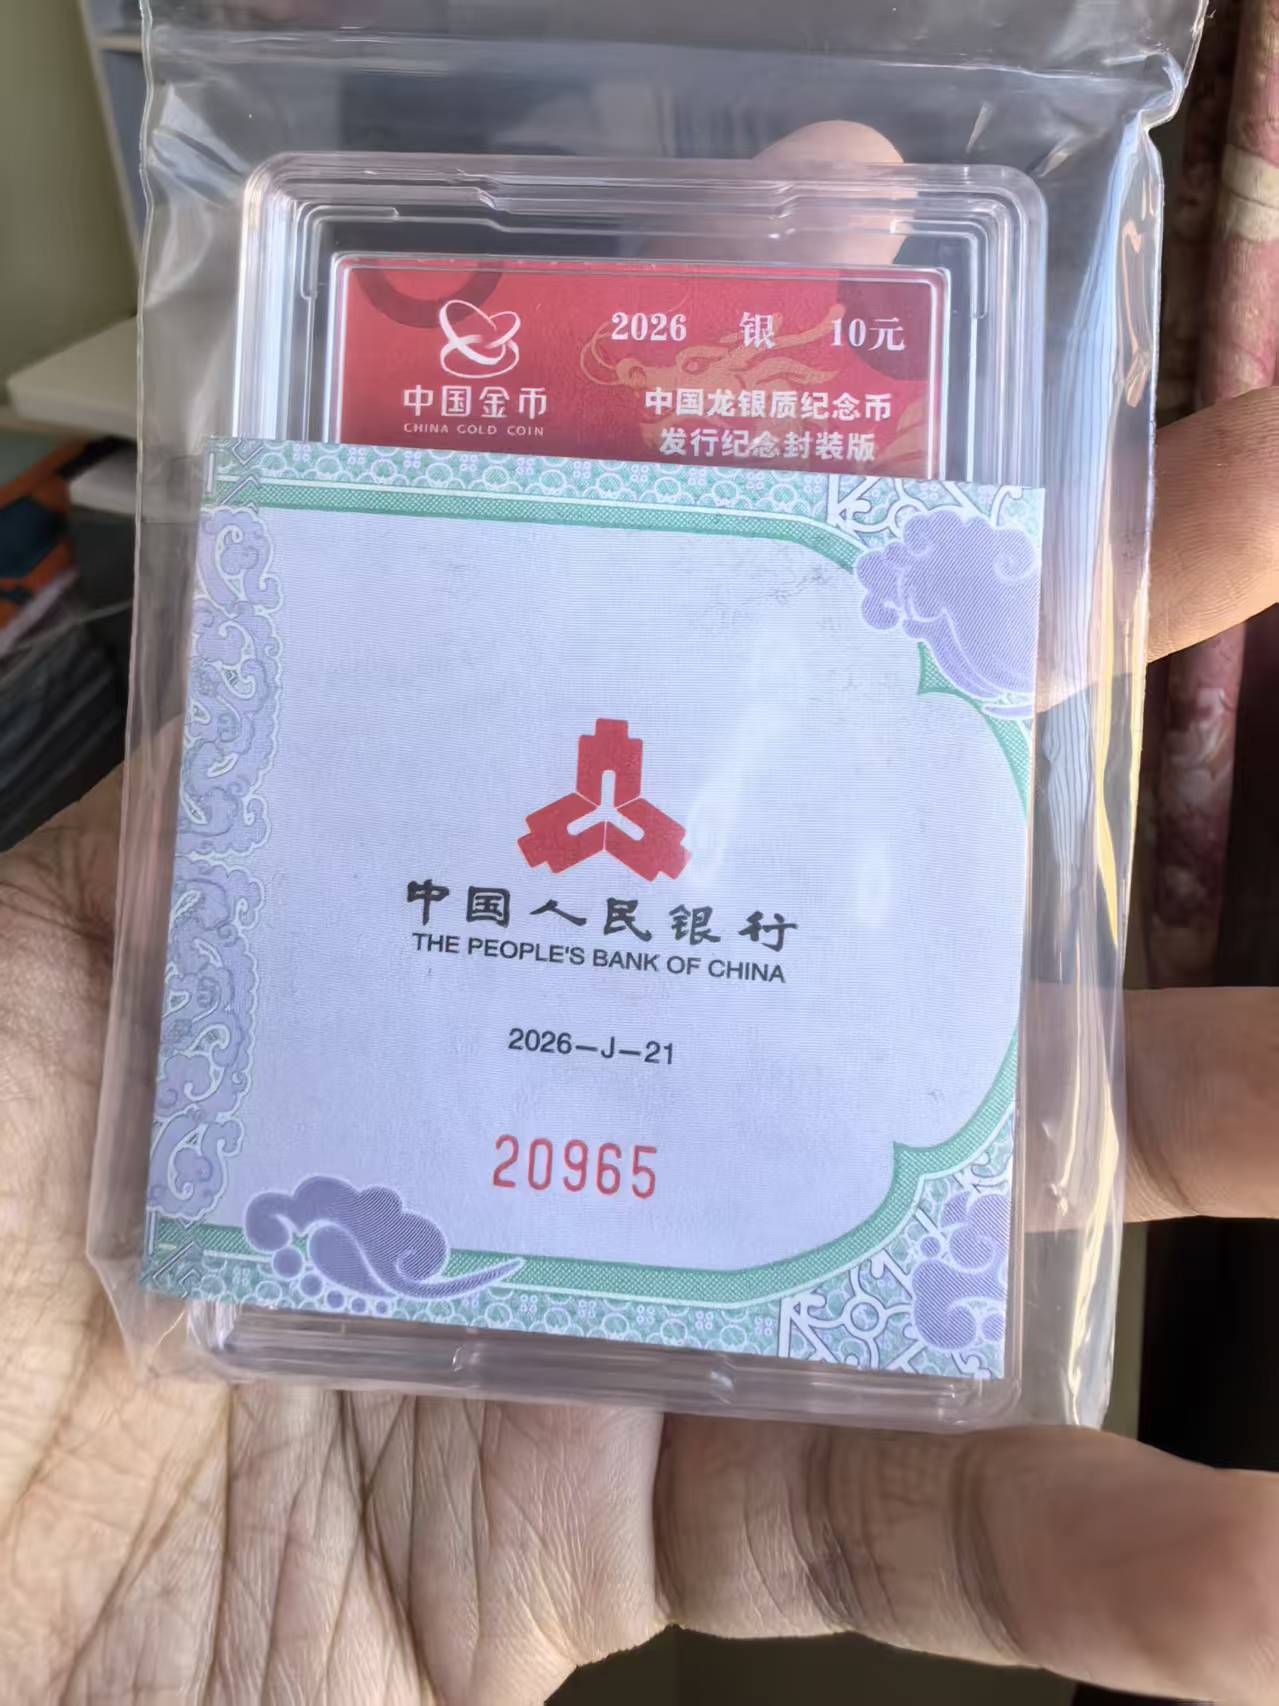 2026 银 10元
中国金币
CHINA GOLD COIN
中国龙银质纪念币
发行纪念封装版
中国人民银行
THE PEOPLE'S BANK OF CHINA
2026—J—21
20965